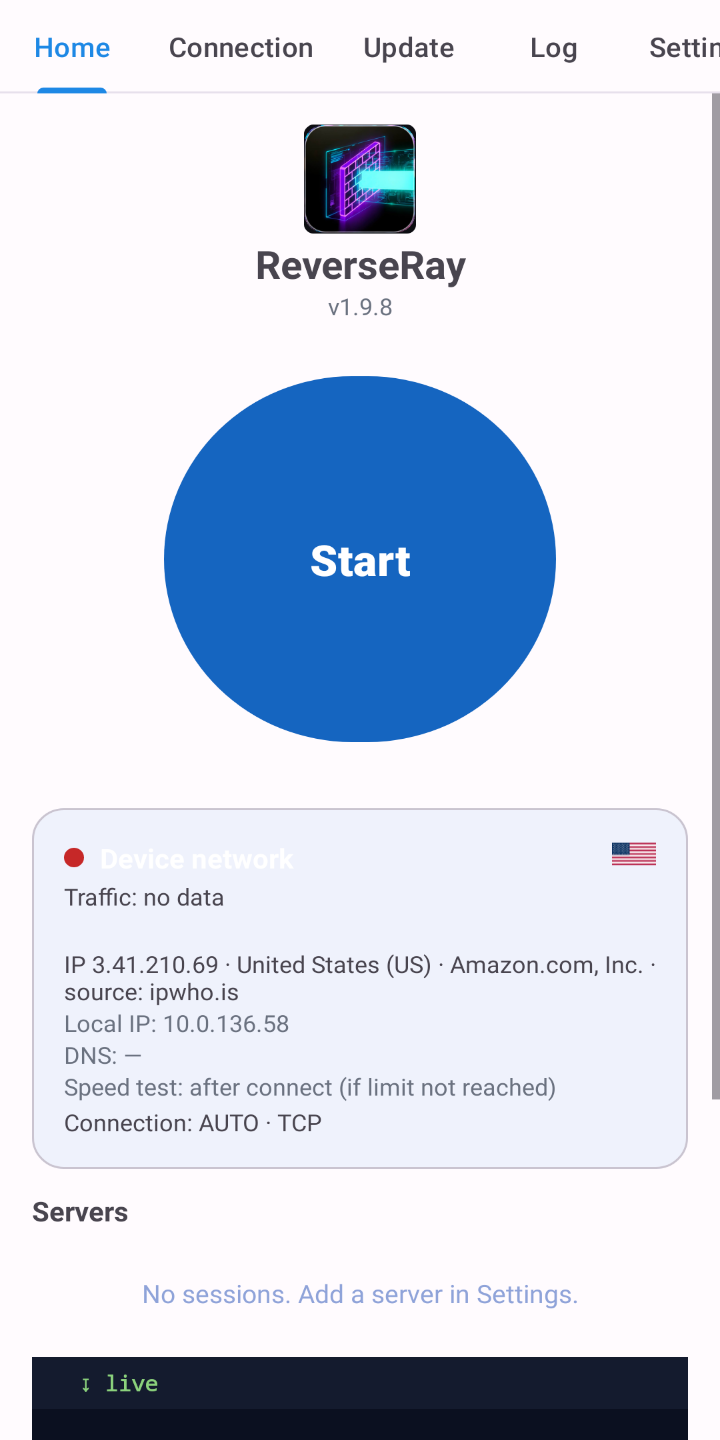 Home Connection Update Log Settin
ReverseRay
v1.9.8
Start
Device network
Traffic: no data
IP 3.41.210.69 · United States (US) · Amazon.com, Inc. ·
source: ipwho.is
Local IP: 10.0.136.58
DNS: —
Speed test: after connect (if limit not reached)
Connection: AUTO · TCP
Servers
No sessions. Add a server in Settings.
↧ live